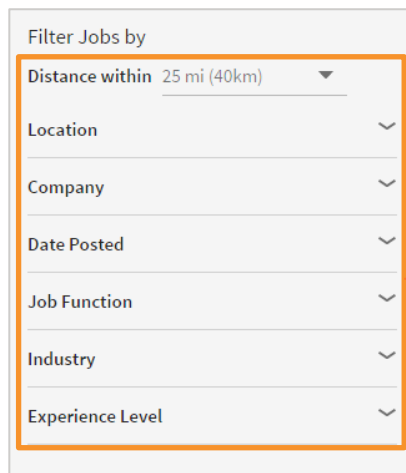 Filter Jobs by
Distance within 25 mi (40km)
Location
Company
Date Posted
Job Function
Industry
Experience Level